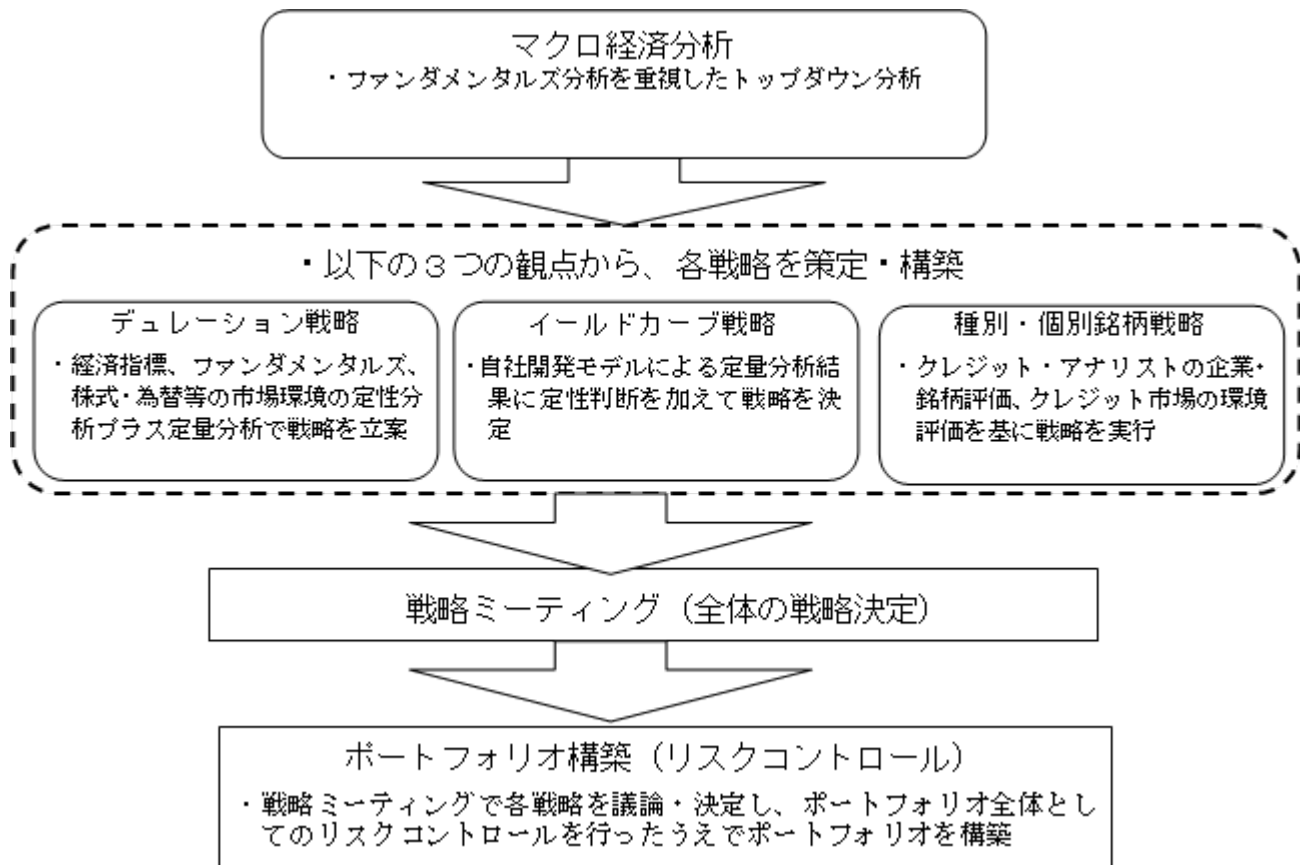 マクロ経済分析
・ファンダメンタルズ分析を重視したトップダウン分析
・以下の３つの観点から、各戦略を策定・構築
デュレーション戦略
・経済指標、ファンダメンタルズ、
株式・為替等の市場環境の定性分
析プラス定量分析で戦略を立案
イールドカーブ戦略
・自社開発モデルによる定量分析結
果に定性判断を加えて戦略を決
定
種別・個別銘柄戦略
・クレジット・アナリストの企業・
銘柄評価、クレジット市場の環境
評価を基に戦略を実行
戦略ミーティング（全体の戦略決定）
ポートフォリオ構築（リスクコントロール）
・戦略ミーティングで各戦略を議論・決定し、ポートフォリオ全体とし
てのリスクコントロールを行ったうえでポートフォリオを構築